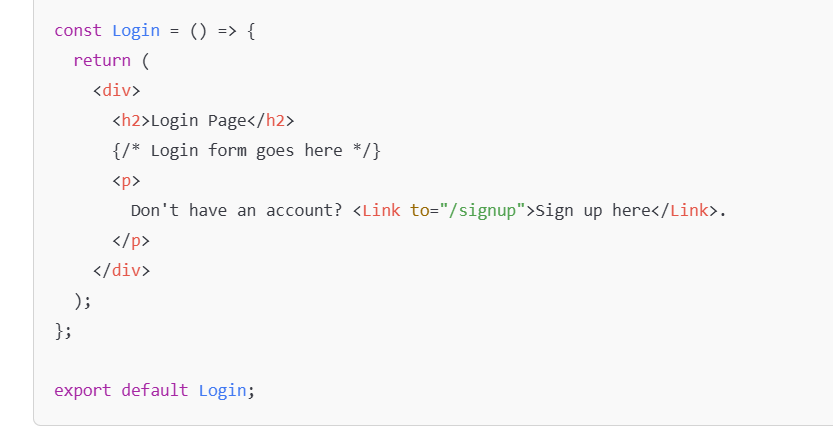 const Login = () => {
  return (
    <div>
      <h2>Login Page</h2>
      {/* Login form goes here */}
      <p>
        Don't have an account? <Link to="/signup">Sign up here</Link>.
      </p>
    </div>
  );
};

export default Login;